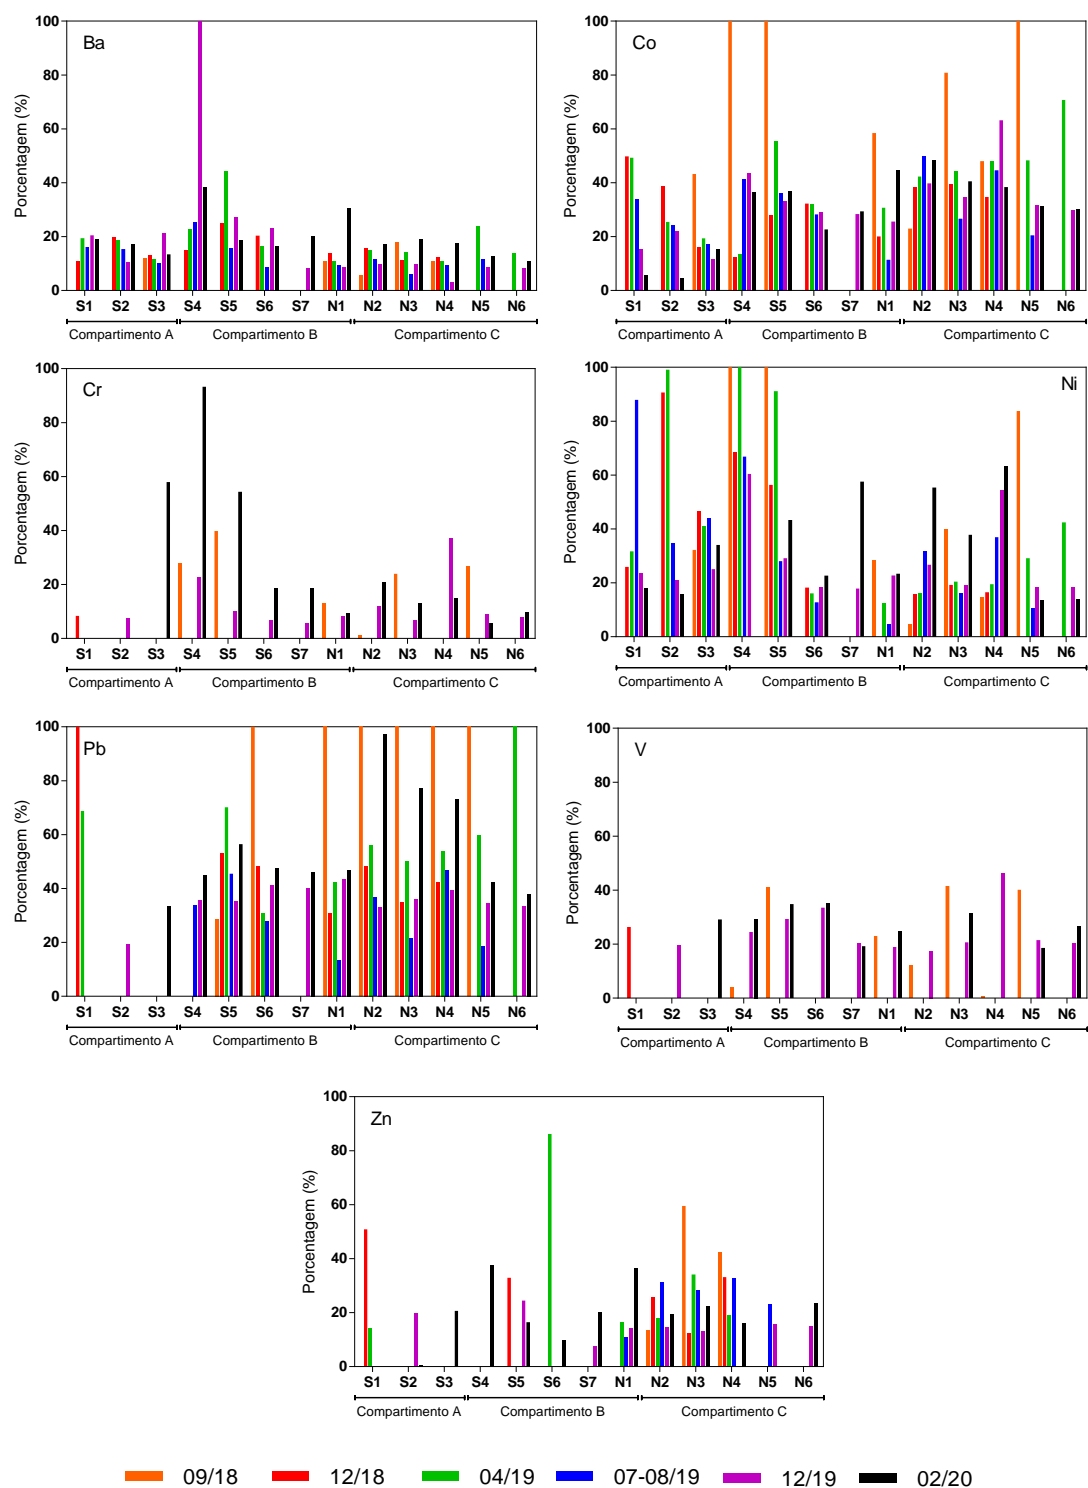 Ba
Porcentagem (%)
100
80
60
40
20
0
S1 S2 S3 S4 S5 S6 S7 N1 N2 N3 N4 N5 N6
Compartimento A Compartimento B Compartimento C
Co
Porcentagem (%)
100
80
60
40
20
0
S1 S2 S3 S4 S5 S6 S7 N1 N2 N3 N4 N5 N6
Compartimento A Compartimento B Compartimento C
Cr
Porcentagem (%)
100
80
60
40
20
0
S1 S2 S3 S4 S5 S6 S7 N1 N2 N3 N4 N5 N6
Compartimento A Compartimento B Compartimento C
Ni
Porcentagem (%)
100
80
60
40
20
0
S1 S2 S3 S4 S5 S6 S7 N1 N2 N3 N4 N5 N6
Compartimento A Compartimento B Compartimento C
Pb
Porcentagem (%)
100
80
60
40
20
0
S1 S2 S3 S4 S5 S6 S7 N1 N2 N3 N4 N5 N6
Compartimento A Compartimento B Compartimento C
V
Porcentagem (%)
100
80
60
40
20
0
S1 S2 S3 S4 S5 S6 S7 N1 N2 N3 N4 N5 N6
Compartimento A Compartimento B Compartimento C
Zn
Porcentagem (%)
100
80
60
40
20
0
S1 S2 S3 S4 S5 S6 S7 N1 N2 N3 N4 N5 N6
Compartimento A Compartimento B Compartimento C
09/18 12/18 04/19 07-08/19 12/19 02/20